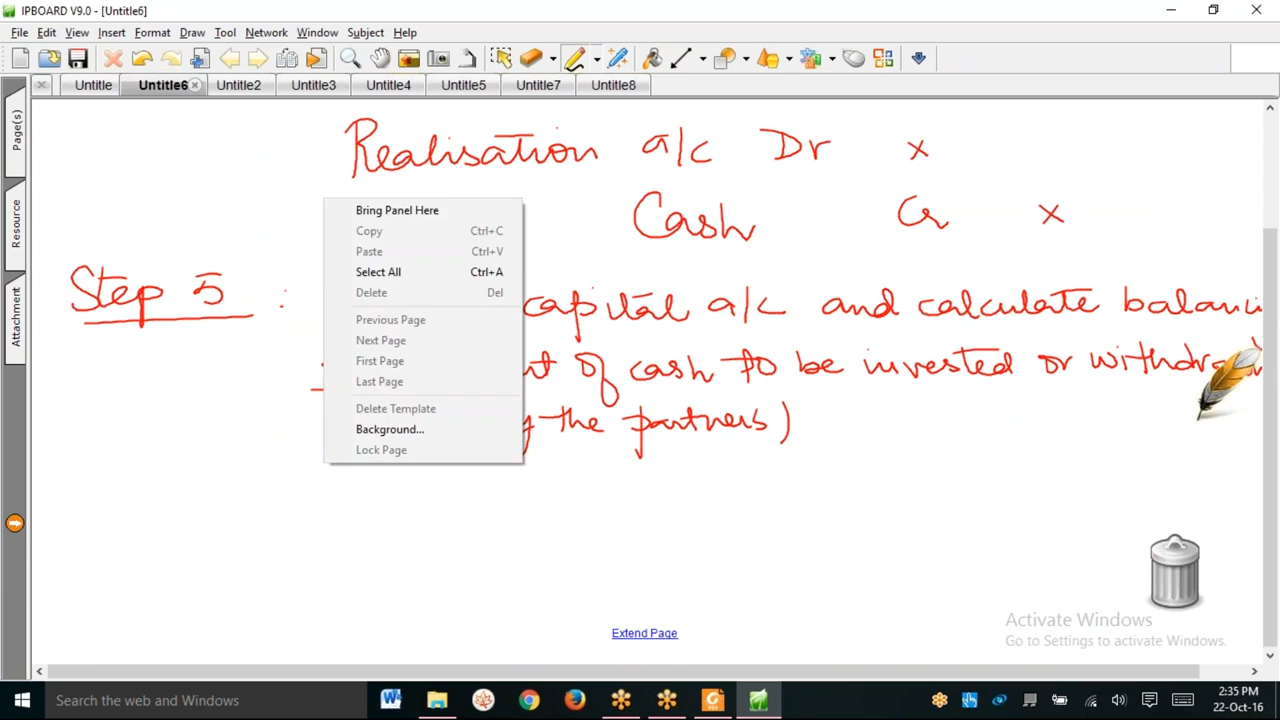 IPBOARD V9.0 - [Untitle6]
File Edit View Insert Format Draw Tool Network Window Subject Help
Untitle Untitle6 Untitle2 Untitle3 Untitle4 Untitle5 Untitle7 Untitle8
Page(s)
Resource
Attachment
Realisation a/c Dr x
Cash Cr x
Step 5 : capital a/c and calculate
of cash to be invested or
the partners)
Bring Panel Here
Copy Ctrl+C
Paste Ctrl+V
Select All Ctrl+A
Delete Del
Previous Page
Next Page
First Page
Last Page
Delete Template
Background...
Lock Page
Extend Page
Activate Windows
Go to Settings to activate Windows.
Search the web and Windows
2:35 PM
22-Oct-16